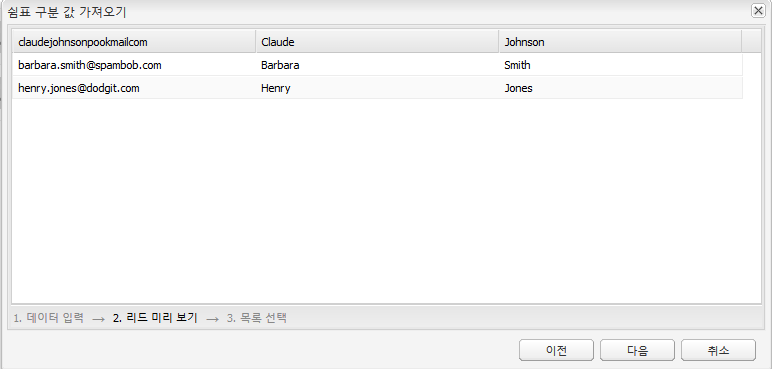 쉼표 구분 값 가져오기
claudejohnsonpookmailcom Claude Johnson
barbara.smith@spambob.com Barbara Smith
henry.jones@dodgit.com Henry Jones
1. 데이터 입력 → 2. 리드 미리 보기 → 3. 목록 선택
이전 다음 취소